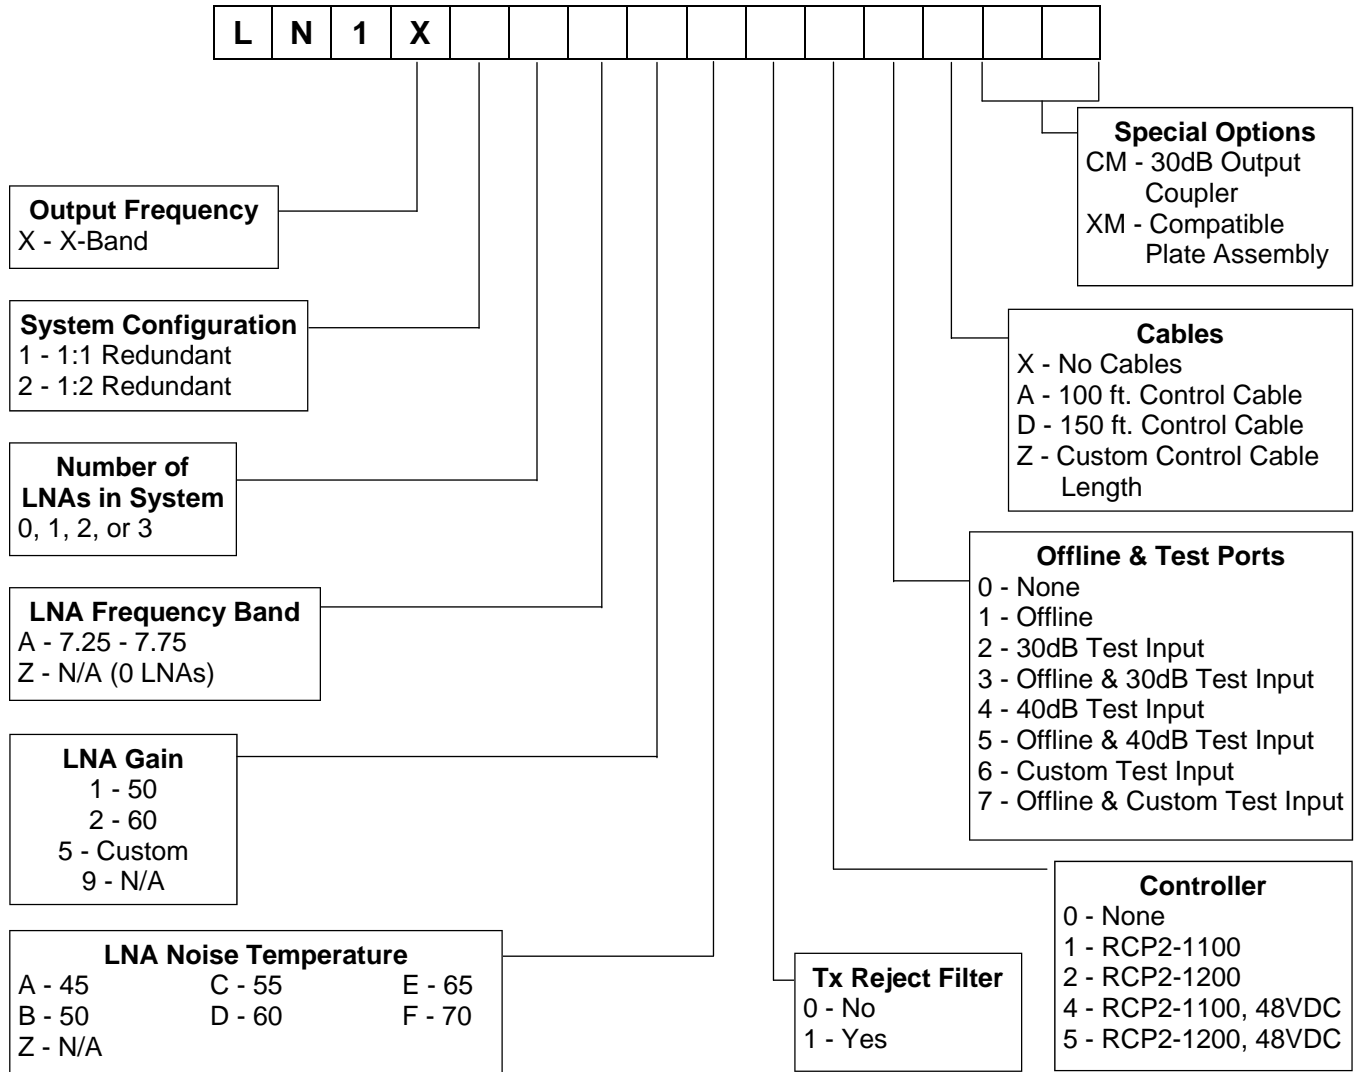 L N 1 X
Output Frequency
X - X-Band
System Configuration
1 - 1:1 Redundant
2 - 1:2 Redundant
Number of
LNAs in System
0, 1, 2, or 3
LNA Frequency Band
A - 7.25 - 7.75
Z - N/A (0 LNAs)
LNA Gain
1 - 50
2 - 60
5 - Custom
9 - N/A
LNA Noise Temperature
A - 45 C - 55 E - 65
B - 50 D - 60 F - 70
Z - N/A
Tx Reject Filter
0 - No
1 - Yes
Controller
0 - None
1 - RCP2-1100
2 - RCP2-1200
4 - RCP2-1100, 48VDC
5 - RCP2-1200, 48VDC
Offline & Test Ports
0 - None
1 - Offline
2 - 30dB Test Input
3 - Offline & 30dB Test Input
4 - 40dB Test Input
5 - Offline & 40dB Test Input
6 - Custom Test Input
7 - Offline & Custom Test Input
Cables
X - No Cables
A - 100 ft. Control Cable
D - 150 ft. Control Cable
Z - Custom Control Cable
Length
Special Options
CM - 30dB Output
Coupler
XM - Compatible
Plate Assembly